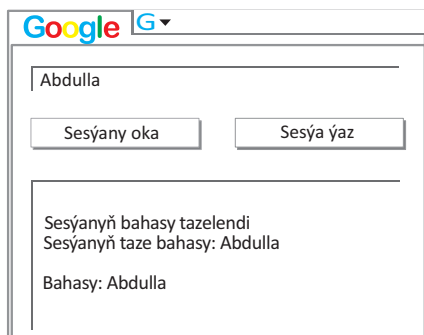 Google G
Abdulla
Sesýany oka Sesýa ýaz
Sesýanyň bahasy tazelendi
Sesýanyň taze bahasy: Abdulla
Bahasy: Abdulla